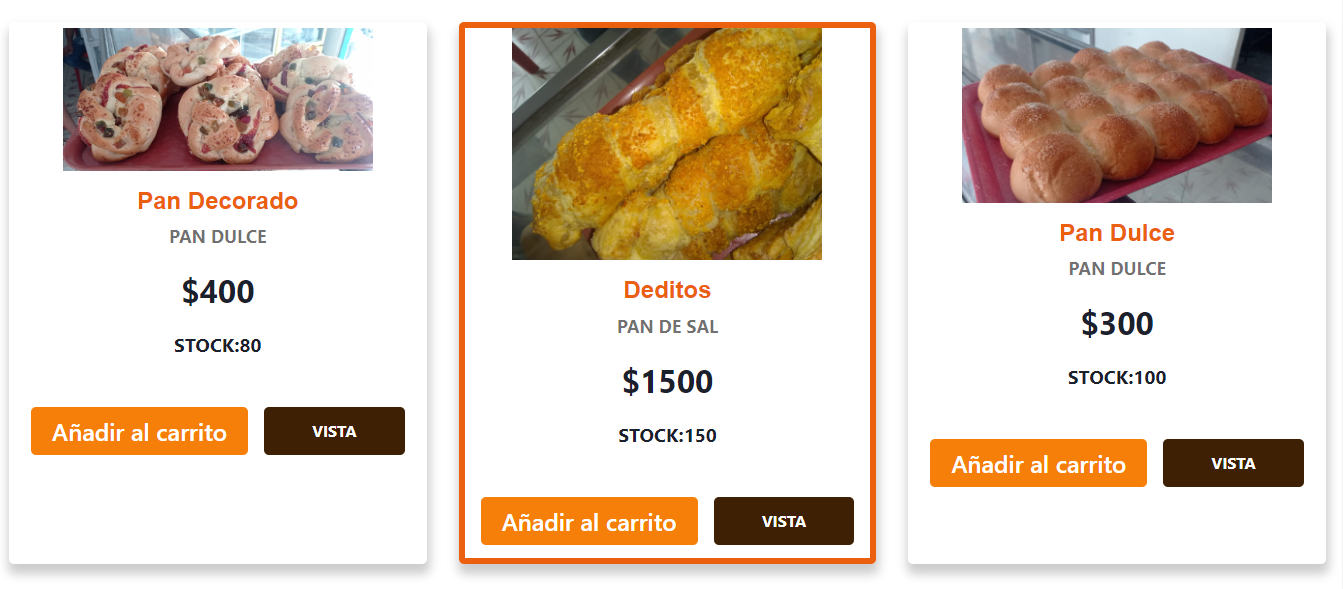 Pan Decorado
PAN DULCE
$400
STOCK:80
Añadir al carrito
VISTA
Deditos
PAN DE SAL
$1500
STOCK:150
Añadir al carrito
VISTA
Pan Dulce
PAN DULCE
$300
STOCK:100
Añadir al carrito
VISTA